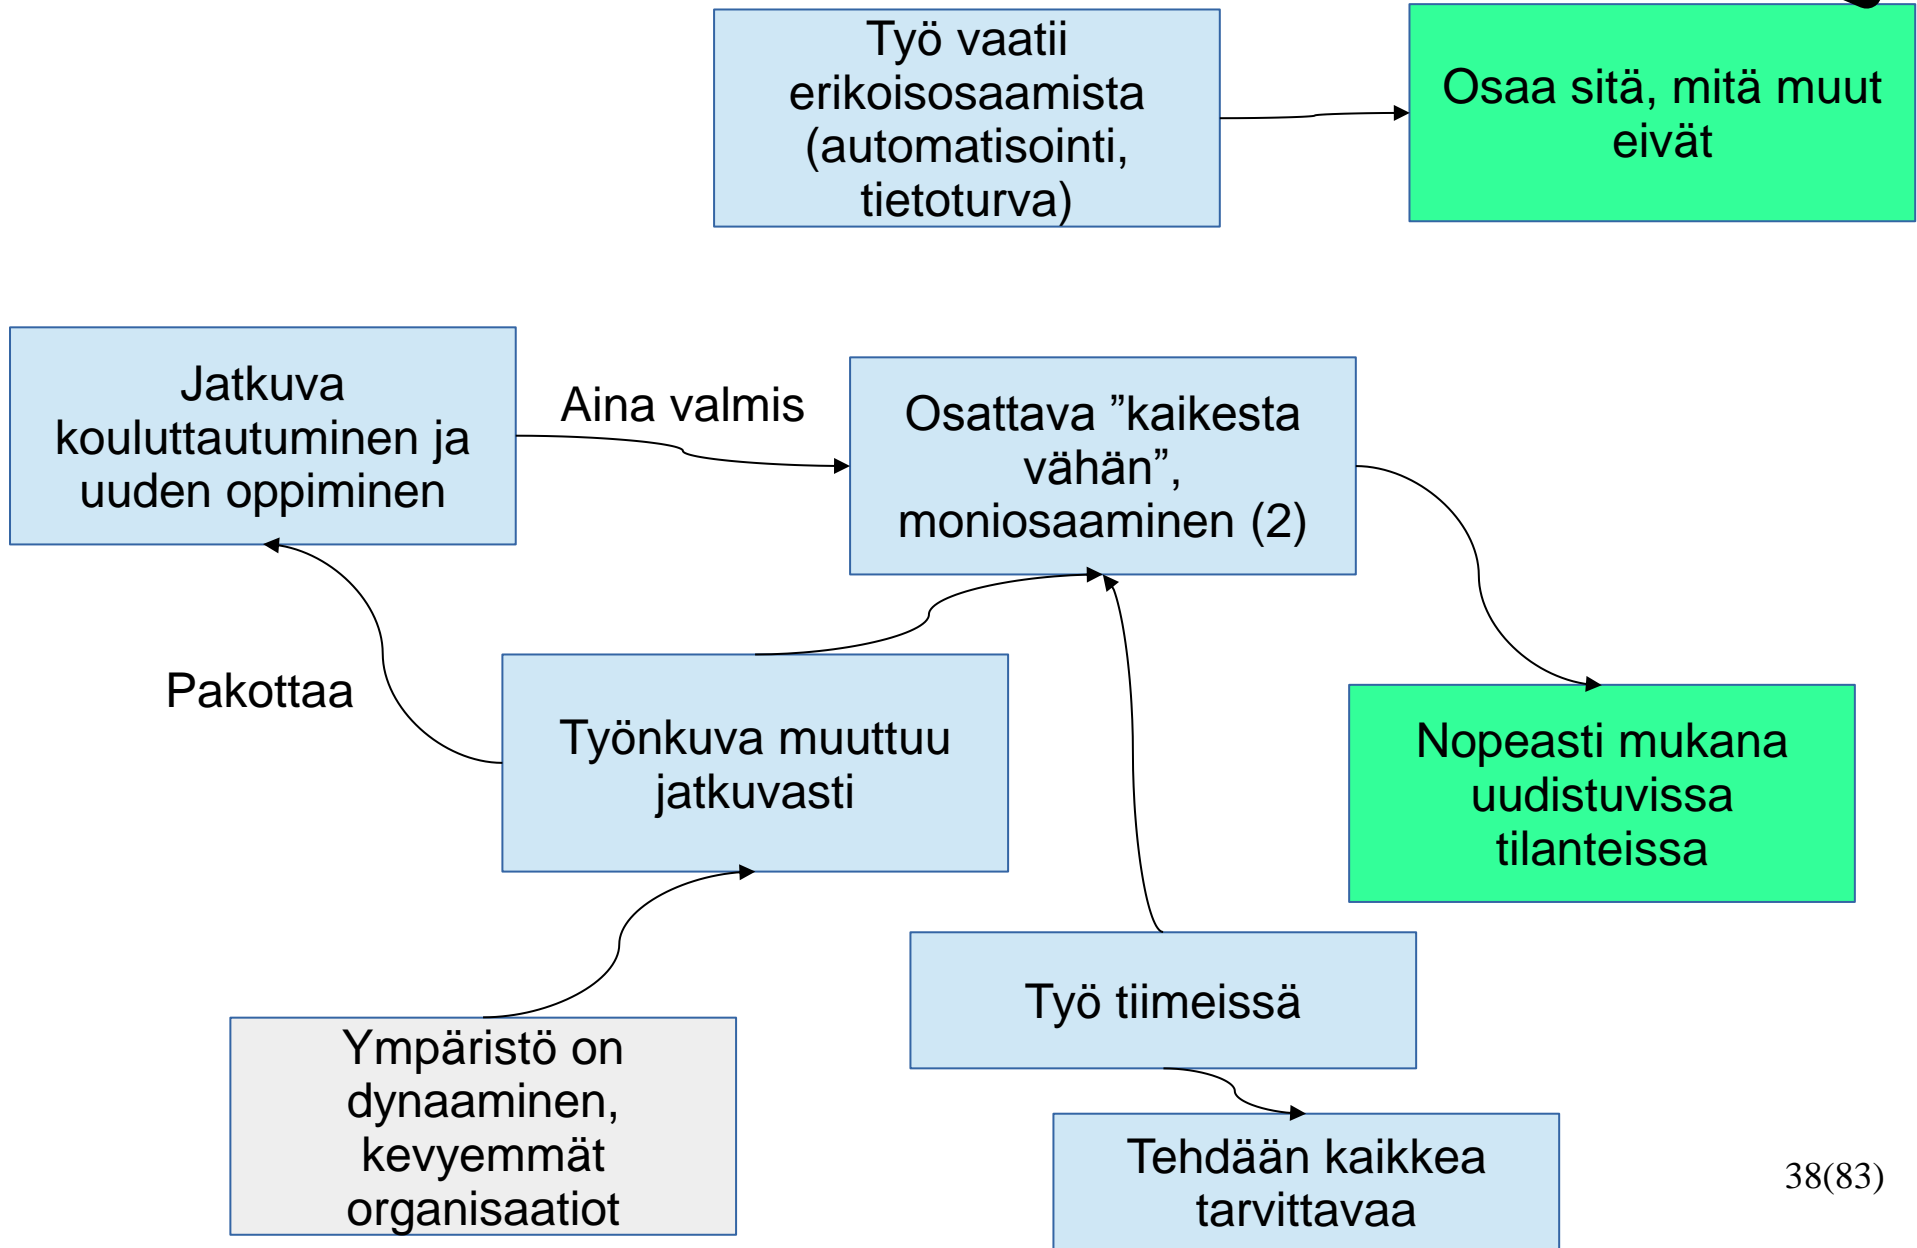 Työ vaatii
erikoisosaamista
(automatisointi,
tietoturva)
Osaa sitä, mitä muut
eivät
Jatkuva
kouluttautuminen ja
uuden oppiminen
Aina valmis
Osattava ”kaikesta
vähän”,
moniosaaminen (2)
Pakottaa
Työnkuva muuttuu
jatkuvasti
Nopeasti mukana
uudistuvissa
tilanteissa
Työ tiimeissä
Ympäristö on
dynaaminen,
kevyemmät
organisaatiot
Tehdään kaikkea
tarvittavaa
38(83)